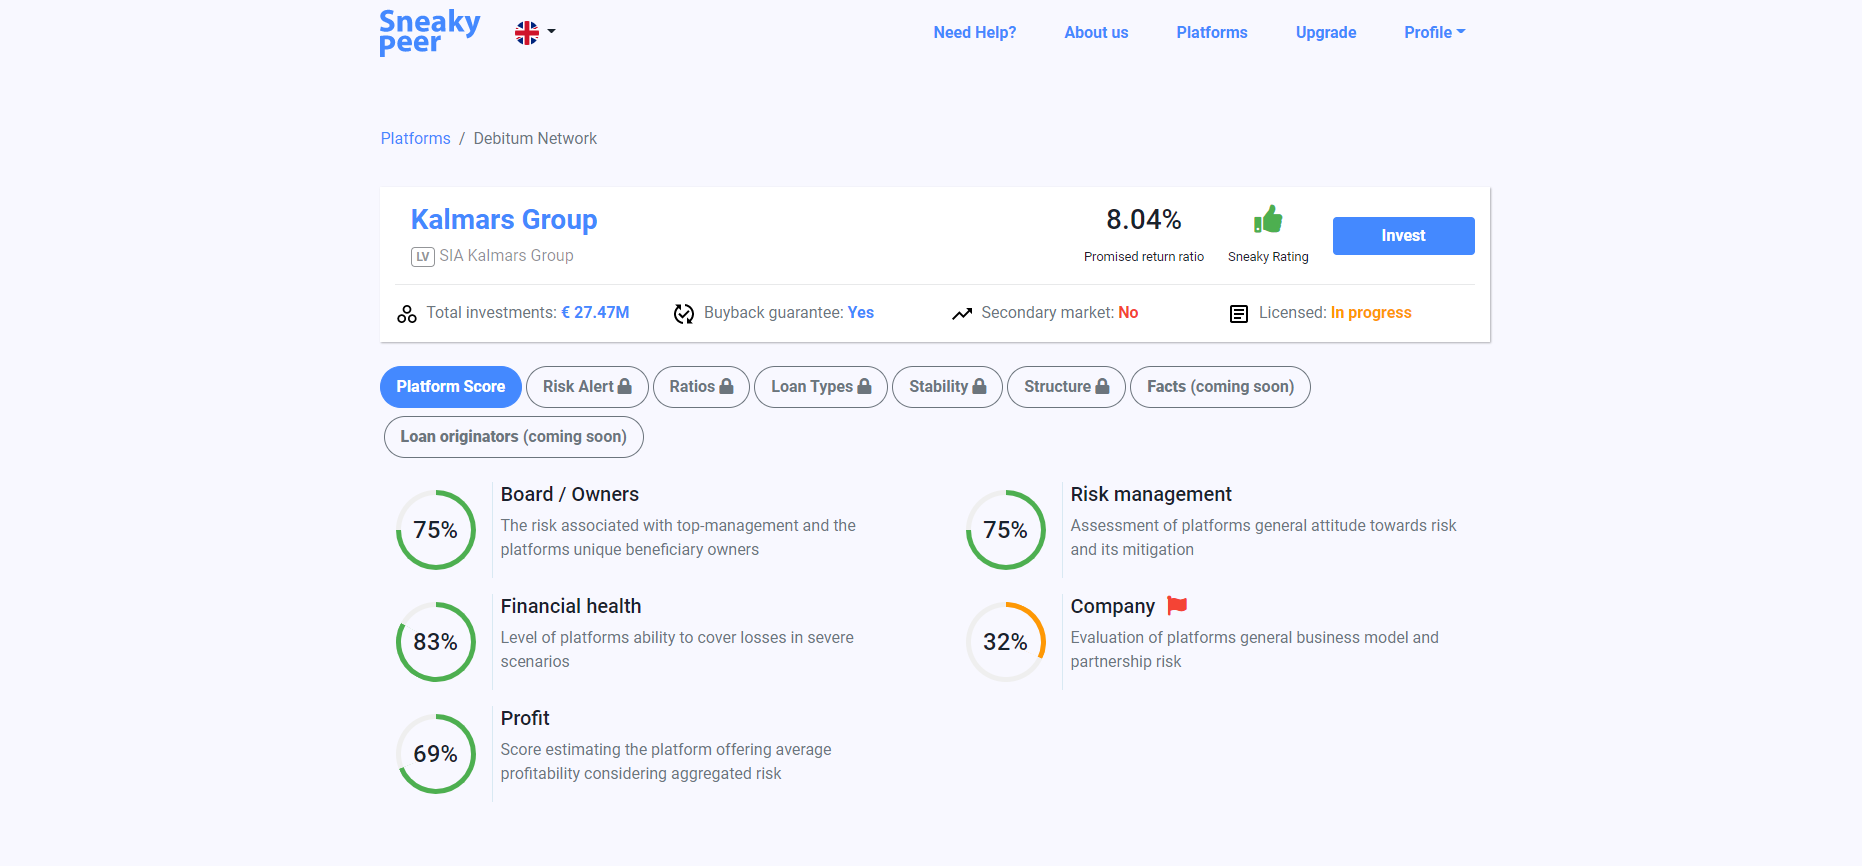 Sneaky
peer
Need Help?
About us
Platforms
Upgrade
Profile
Platforms / Debitum Network
Kalmars Group
LV SIA Kalmars Group
8.04%
Promised return ratio
Sneaky Rating
Invest
Total investments: € 27.47M
Buyback guarantee: Yes
Secondary market: No
Licensed: In progress
Platform Score
Risk Alert
Ratios
Loan Types
Stability
Structure
Facts (coming soon)
Loan originators (coming soon)
75%
Board / Owners
The risk associated with top-management and the
platforms unique beneficiary owners
75%
Risk management
Assessment of platforms general attitude towards risk
and its mitigation
83%
Financial health
Level of platforms ability to cover losses in severe
scenarios
32%
Company
Evaluation of platforms general business model and
partnership risk
69%
Profit
Score estimating the platform offering average
profitability considering aggregated risk